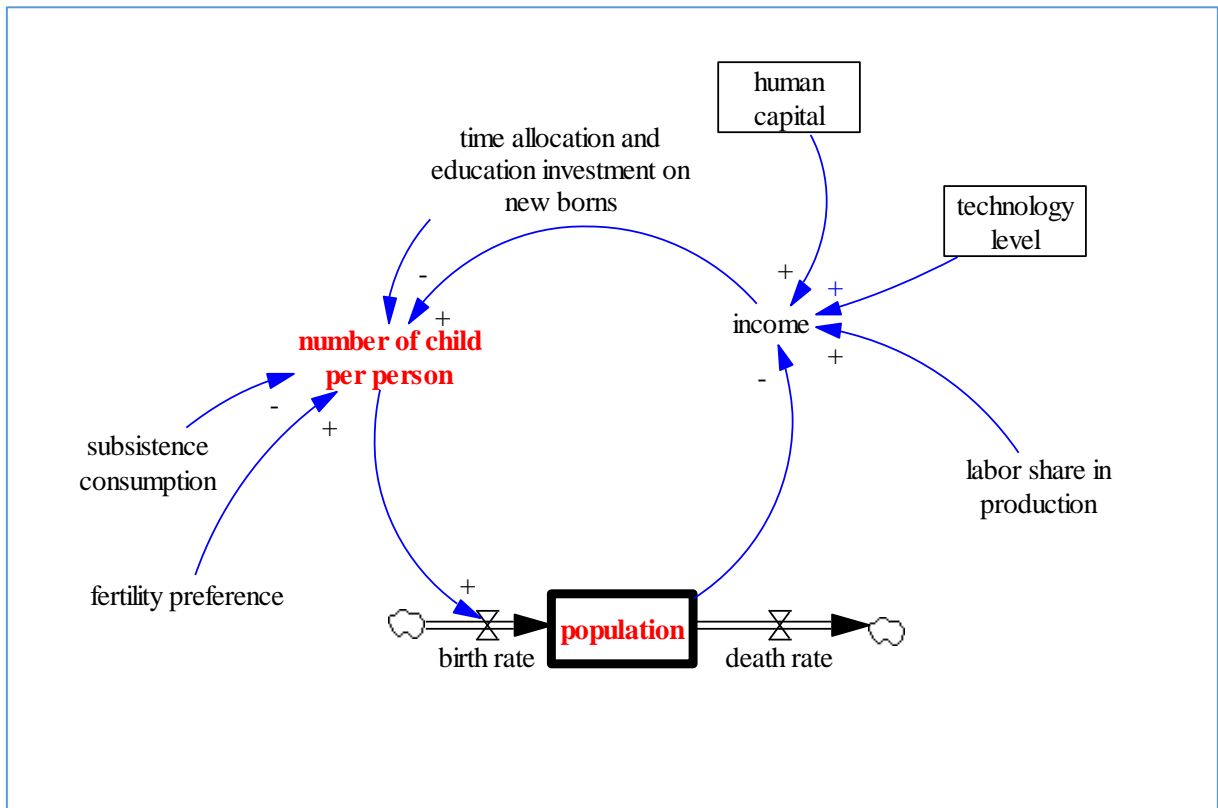 human
capital
time allocation and
education investment on
new borns
technology
level
-
+
+
+
income
+
+
number of child
per person
-
-
+
subsistence
consumption
labor share in
production
fertility preference
+
population
birth rate
death rate